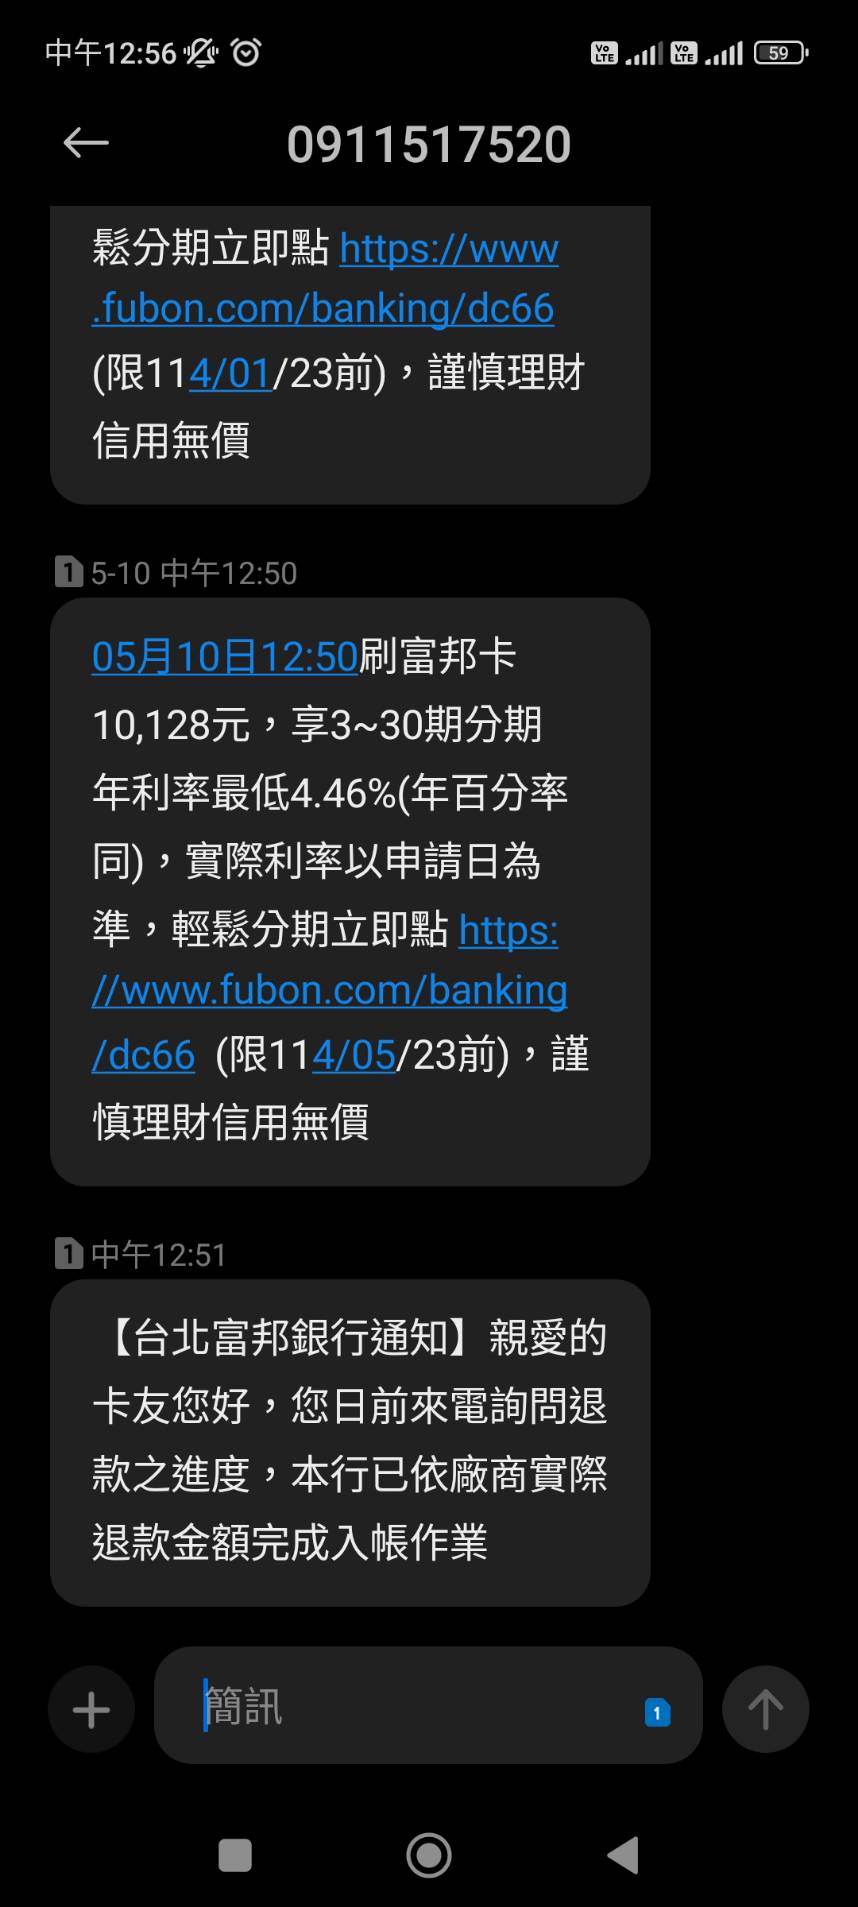 中午12:56
Vo LTE
Vo LTE
59
0911517520
鬆分期立即點 https://www
.fubon.com/banking/dc66
(限114/01/23前)，謹慎理財
信用無價
1 5-10 中午12:50
05月10日12:50刷富邦卡
10,128元，享3~30期分期
年利率最低4.46%(年百分率
同)，實際利率以申請日為
準，輕鬆分期立即點 https:
//www.fubon.com/banking
/dc66 (限114/05/23前)，謹
慎理財信用無價
1 中午12:51
【台北富邦銀行通知】親愛的
卡友您好，您日前來電詢問退
款之進度，本行已依廠商實際
退款金額完成入帳作業
簡訊
1